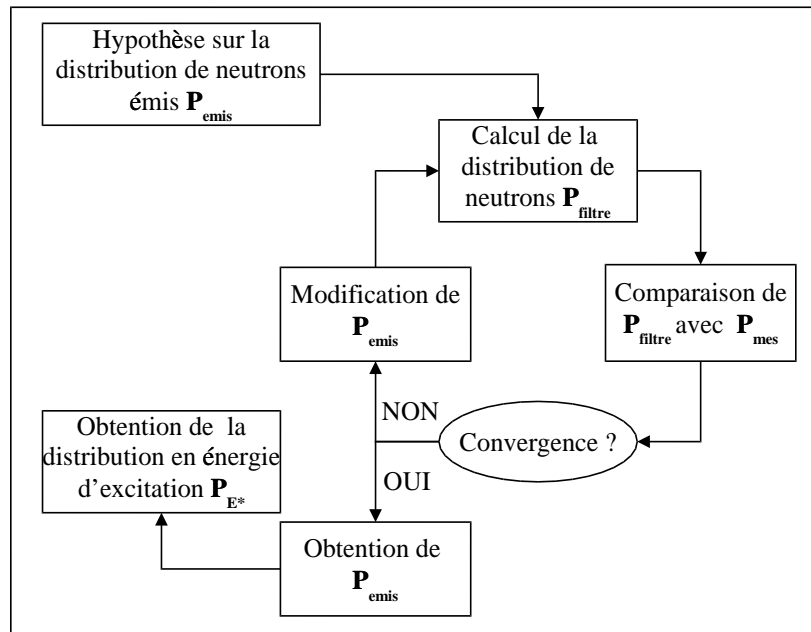 Hypothèse sur la
distribution de neutrons
émis P_emis
Calcul de la
distribution de
neutrons P_filtre
Modification de
P_emis
Comparaison de
P_filtre avec P_mes
NON
Convergence ?
OUI
Obtention de la
distribution en énergie
d'excitation P_E*
Obtention de
P_emis